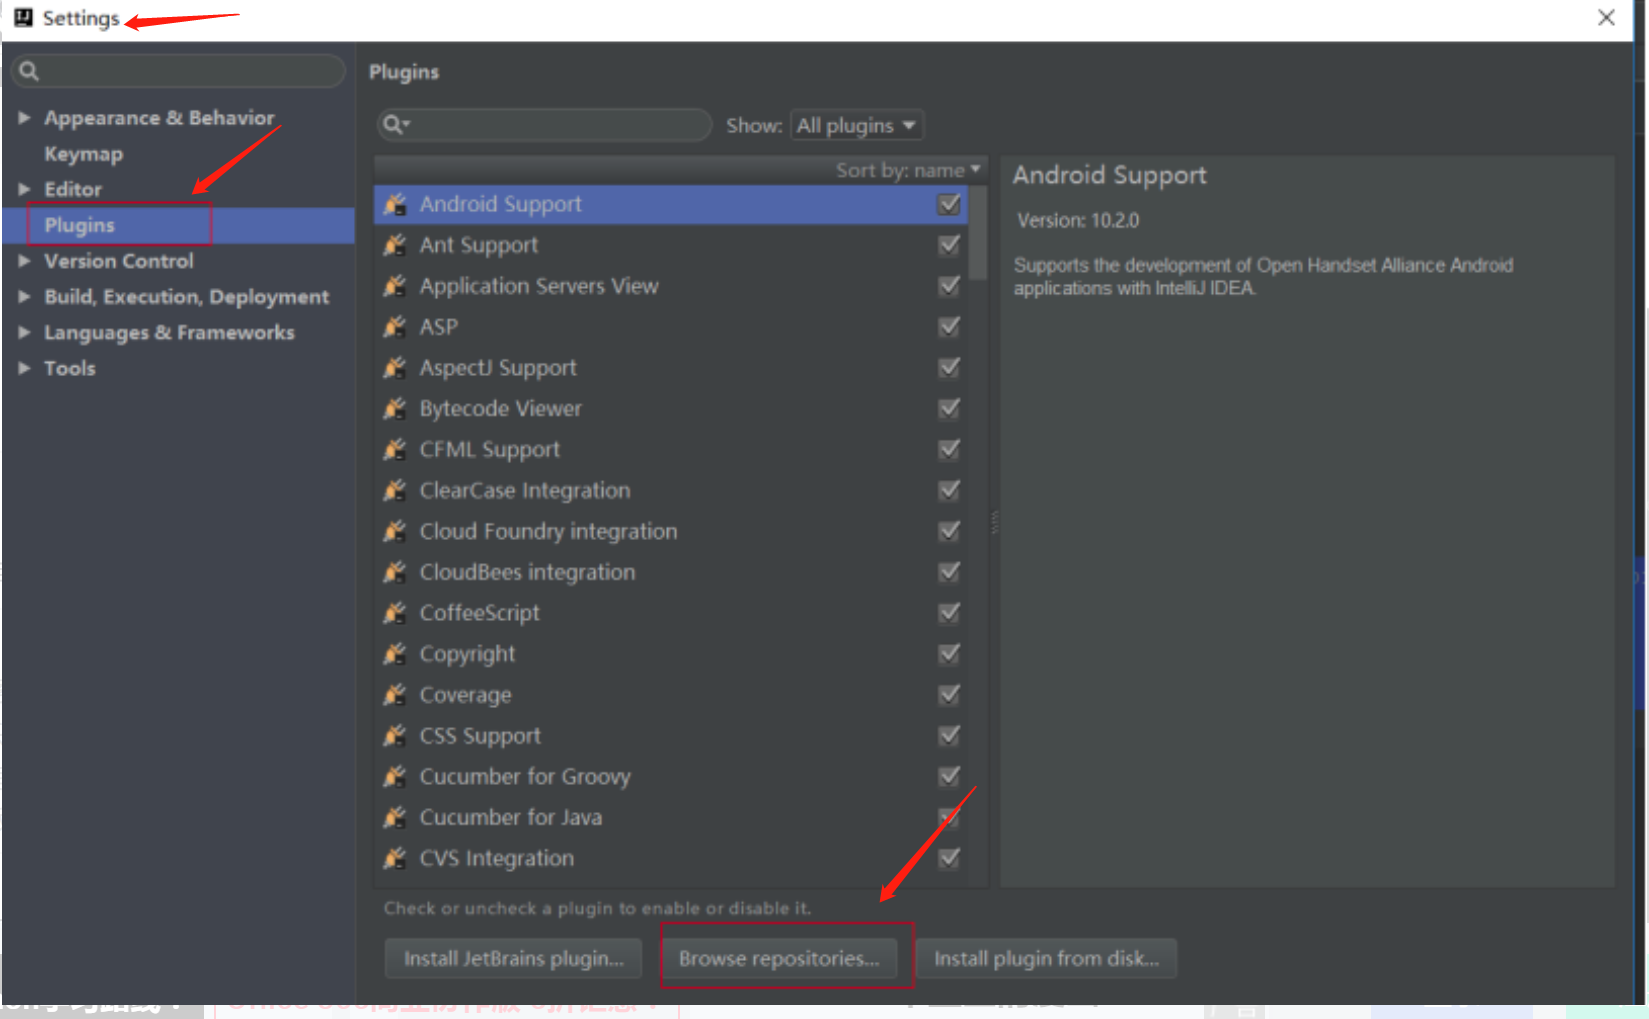 Settings
Plugins
Show: All plugins
Appearance & Behavior
Keymap
Editor
Plugins
Version Control
Build, Execution, Deployment
Languages & Frameworks
Tools
Sort by: name
Android Support
Ant Support
Application Servers View
ASP
AspectJ Support
Bytecode Viewer
CFML Support
ClearCase Integration
Cloud Foundry integration
CloudBees integration
CoffeeScript
Copyright
Coverage
CSS Support
Cucumber for Groovy
Cucumber for Java
CVS Integration
Android Support
Version: 10.2.0
Supports the development of Open Handset Alliance Android
applications with IntelliJ IDEA.
Check or uncheck a plugin to enable or disable it.
Install JetBrains plugin...
Browse repositories...
Install plugin from disk...